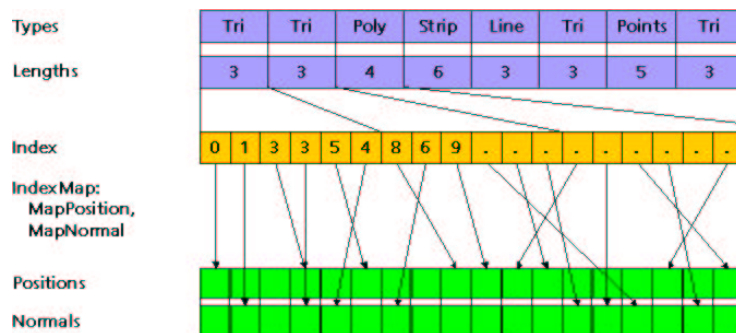 Types Tri Tri Poly Strip Line Tri Points Tri
Lengths 3 3 4 6 3 3 5 3
Index 0 1 3 3 5 4 8 6 9 . . . . . . . . .
IndexMap:
MapPosition,
MapNormal
Positions
Normals